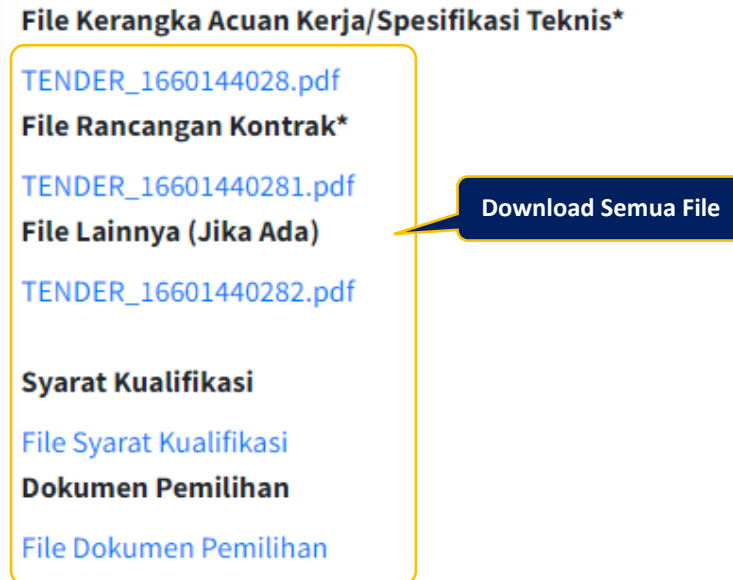 File Kerangka Acuan Kerja/Spesifikasi Teknis*
TENDER_1660144028.pdf
File Rancangan Kontrak*
TENDER_16601440281.pdf
Download Semua File
File Lainnya (Jika Ada)
TENDER_16601440282.pdf
Syarat Kualifikasi
File Syarat Kualifikasi
Dokumen Pemilihan
File Dokumen Pemilihan